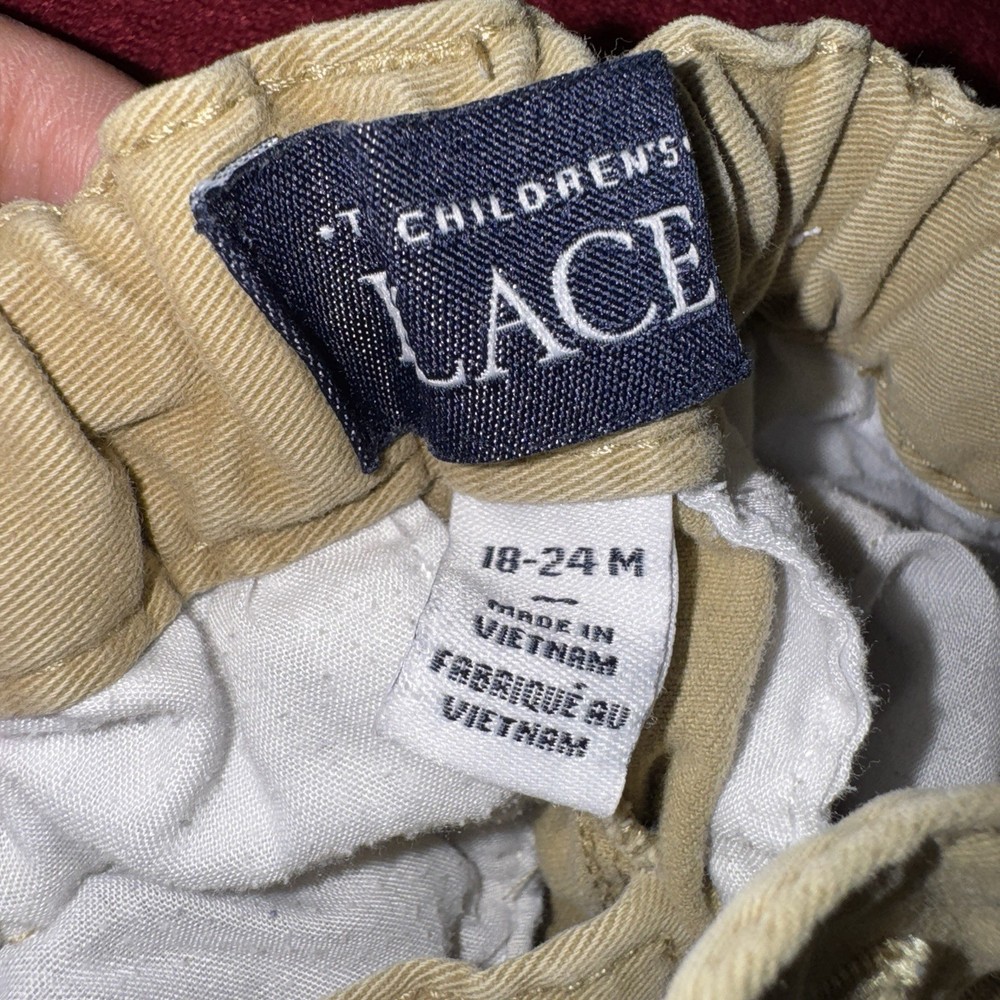 CHILDREN'S
LACE
18-24 M
MADE IN
VIETNAM
FABRIQUÉ AU
VIETNAM